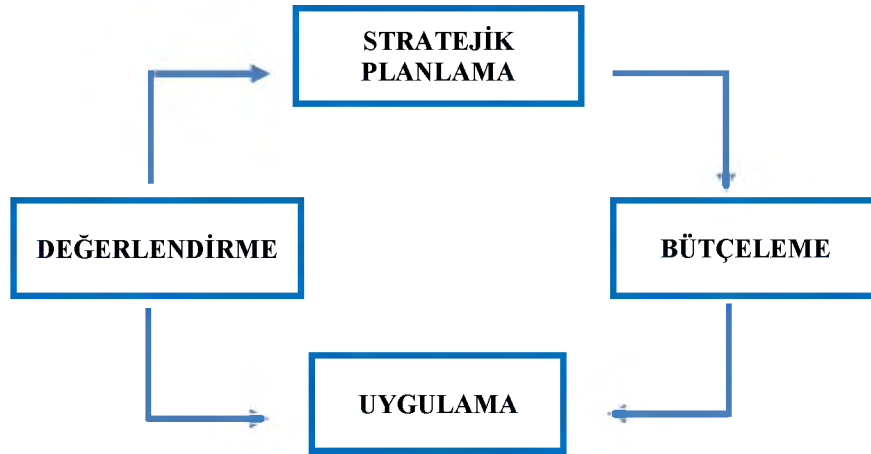 STRATEJİK
PLANLAMA
DEĞERLENDİRME
BÜTÇELEME
UYGULAMA